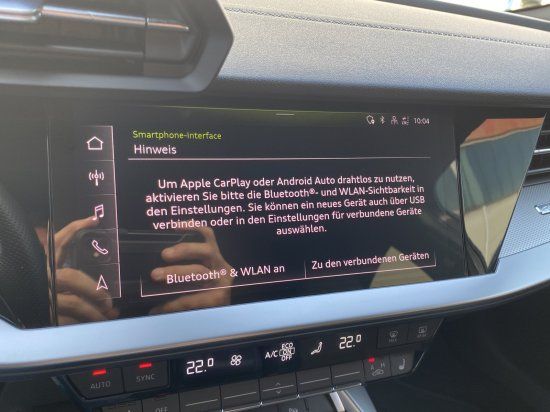 10:04
Smartphone-Interface
Hinweis
Um Apple CarPlay oder Android Auto drahtlos zu nutzen,
aktivieren Sie bitte die Bluetooth®- und WLAN-Sichtbarkeit in
den Einstellungen. Sie können ein neues Gerät auch über USB
verbinden oder in den Einstellungen für verbundene Geräte
auswählen.
Bluetooth® & WLAN an
Zu den verbundenen Geräten
AUTO
SYNC
22.0
A/C
ECO
ON
OFF
22.0
MAX
A